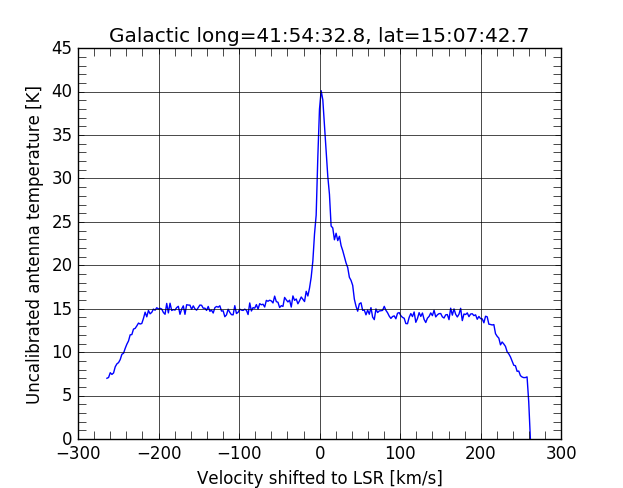 Galactic long=41:54:32.8, lat=15:07:42.7
Uncalibrated antenna temperature [K]
45
40
35
30
25
20
15
10
5
0
−300 −200 −100 0 100 200 300
Velocity shifted to LSR [km/s]